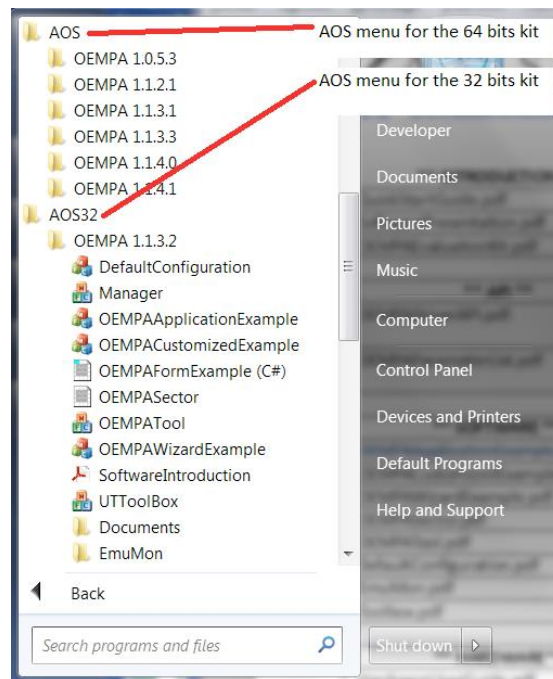 AOS
AOS menu for the 64 bits kit
OEMPA 1.0.5.3
OEMPA 1.1.2.1
OEMPA 1.1.3.1
OEMPA 1.1.3.3
OEMPA 1.1.4.0
OEMPA 1.1.4.1
AOS menu for the 32 bits kit
AOS32
OEMPA 1.1.3.2
DefaultConfiguration
Manager
OEMPAApplicationExample
OEMPACustomizedExample
OEMPAFormExample (C#)
OEMPASector
OEMPATool
OEMPAWizardExample
SoftwareIntroduction
UTToolBox
Documents
EmuMon
Back
Search programs and files
Developer
Documents
Pictures
Music
Computer
Control Panel
Devices and Printers
Default Programs
Help and Support
Shut down